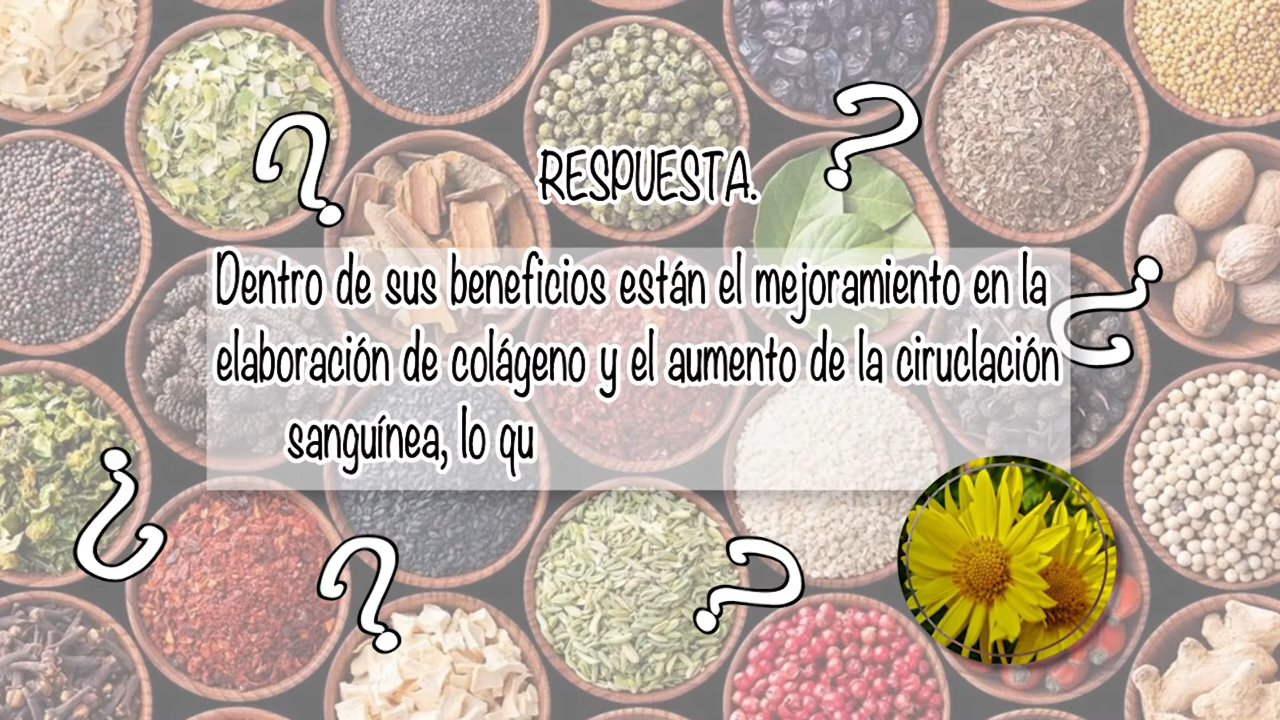 RESPUESTA.
Dentro de sus beneficios están el mejoramiento en la
elaboración de colágeno y el aumento de la ciruclación
sanguínea, lo qu